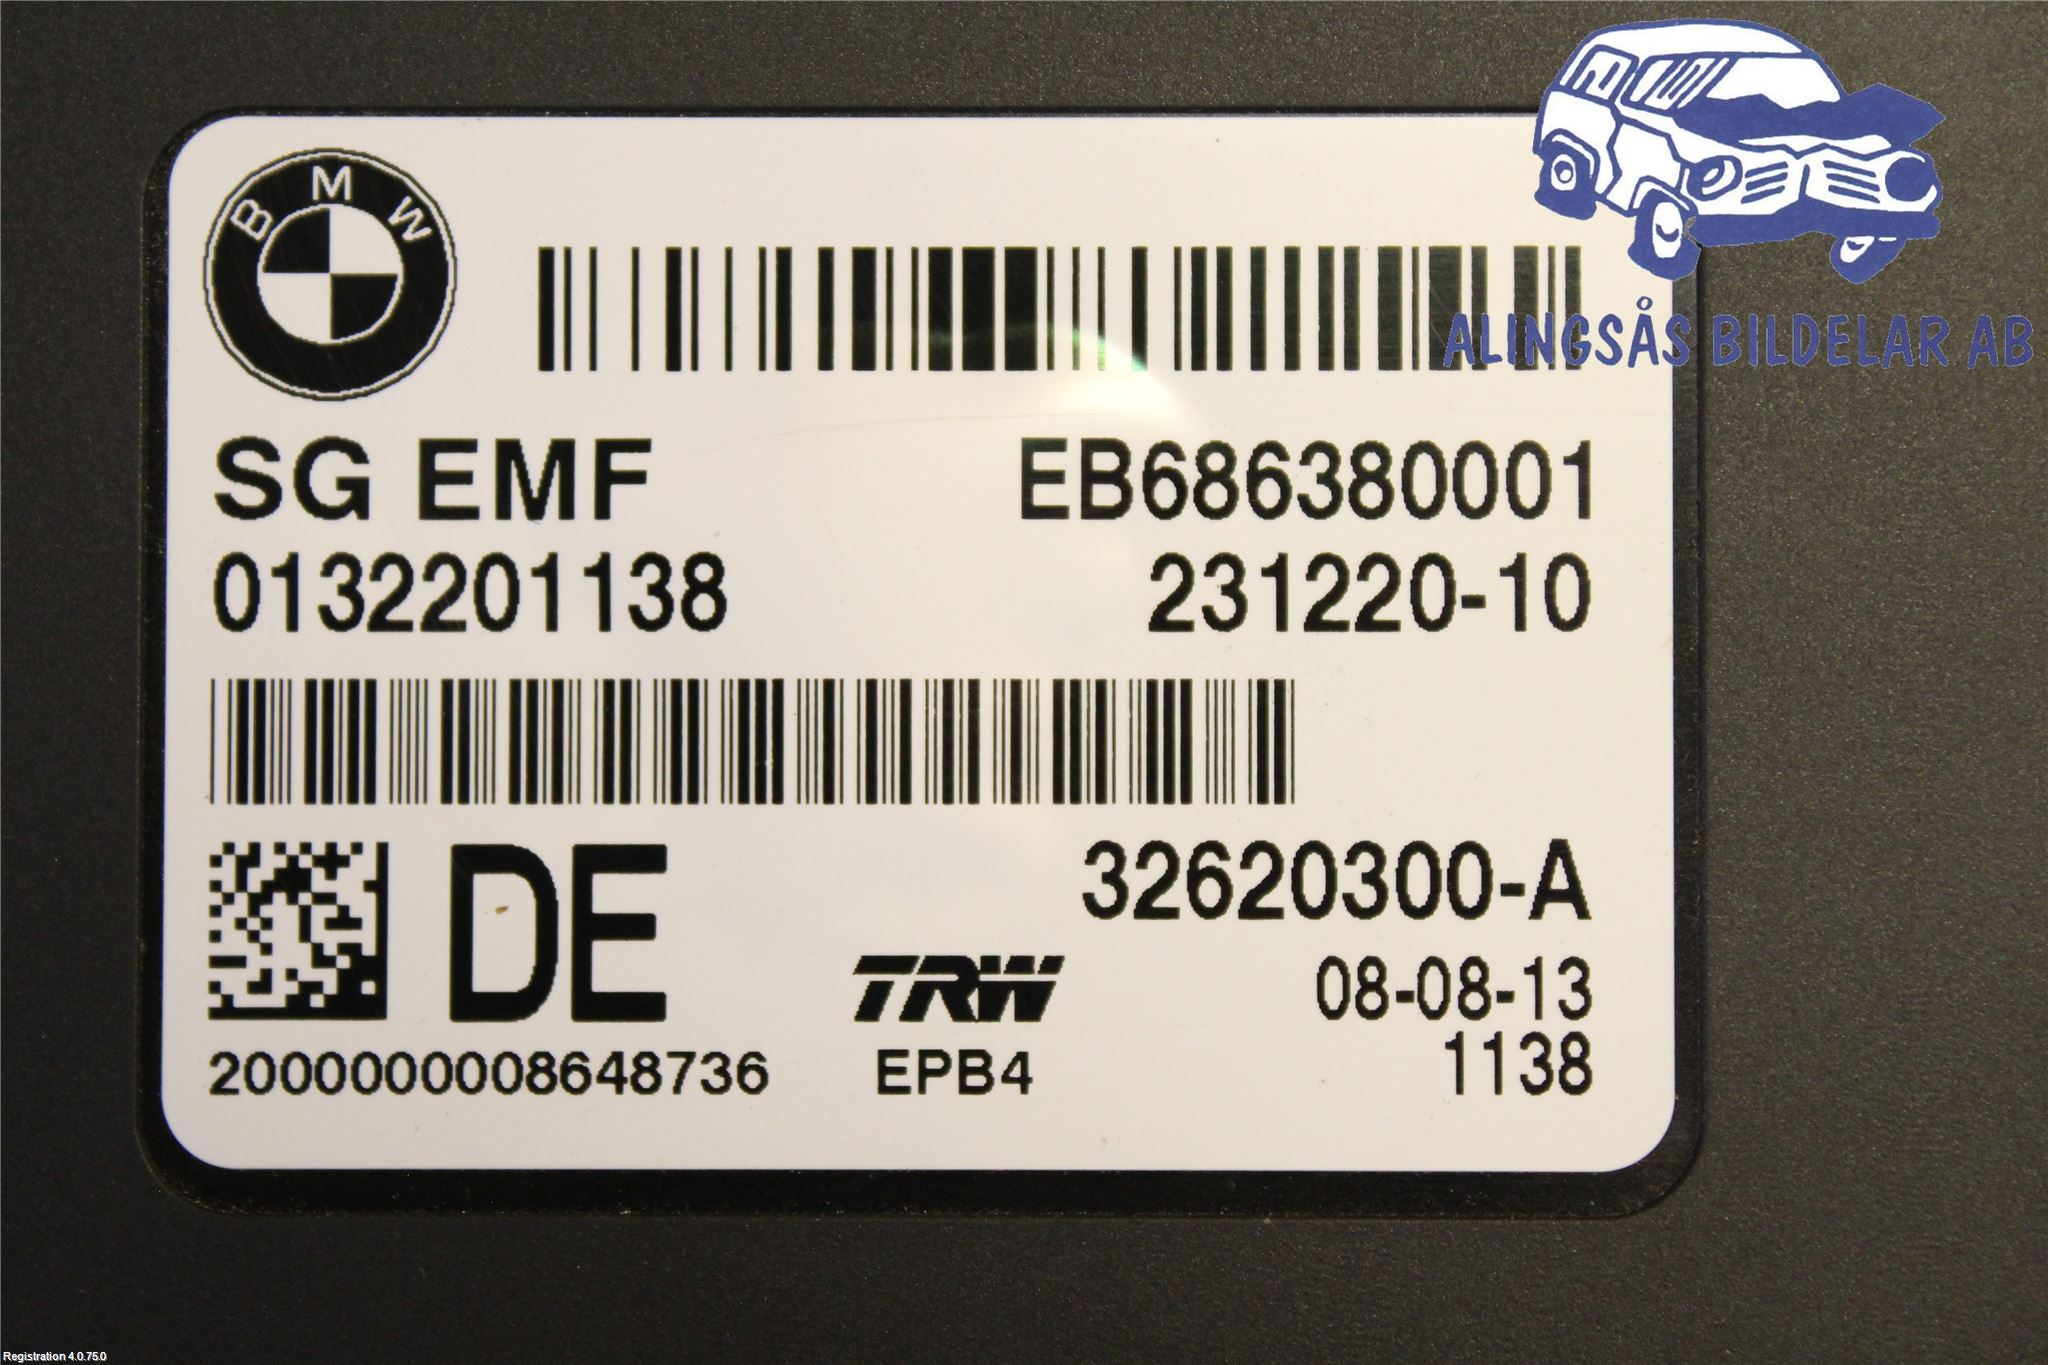 BMW
ALINGSÅS BILDELAR AB
SG EMF EB686380001
0132201138 231220-10
DE 32620300-A
TRW 08-08-13
2000000008648736 EPB4 1138
Registration 4.0.75.0